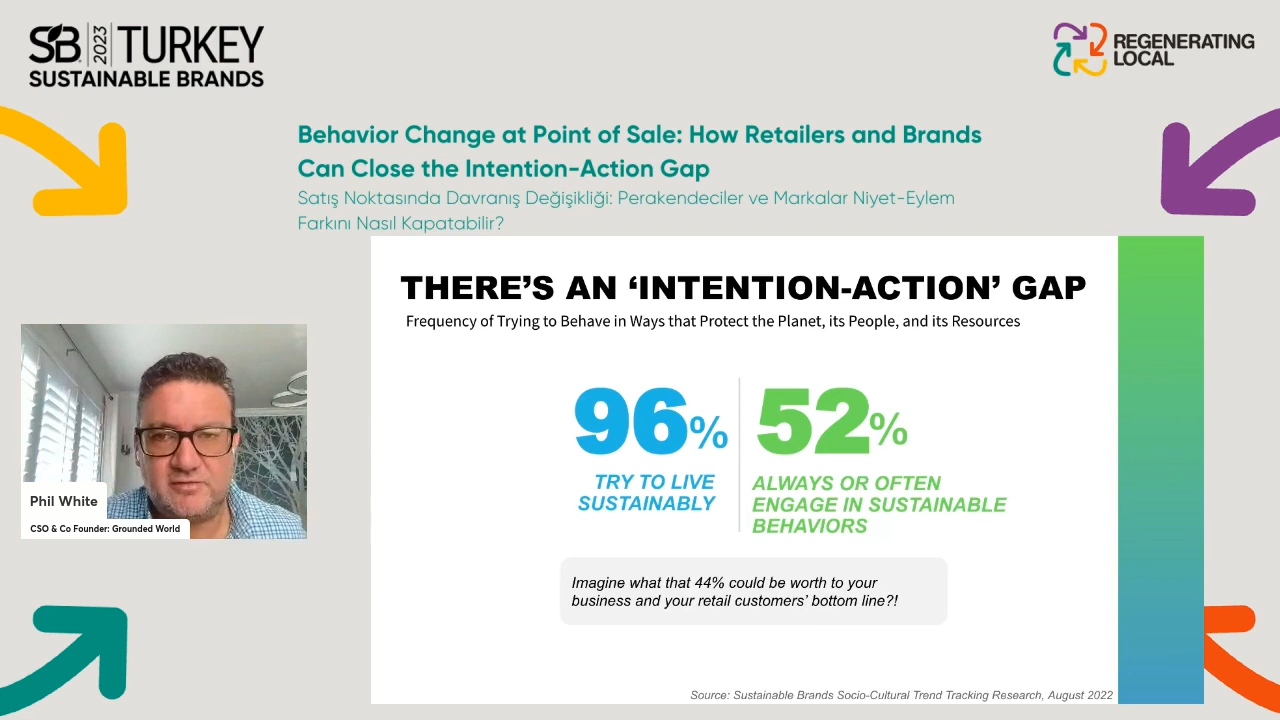 SB 2023 TURKEY
SUSTAINABLE BRANDS
REGENERATING
LOCAL
Behavior Change at Point of Sale: How Retailers and Brands
Can Close the Intention-Action Gap
Satış Noktasında Davranış Değişikliği: Perakendeciler ve Markalar Niyet-Eylem
Farkını Nasıl Kapatabilir?
THERE’S AN ‘INTENTION-ACTION’ GAP
Frequency of Trying to Behave in Ways that Protect the Planet, its People, and its Resources
96%
TRY TO LIVE
SUSTAINABLY
52%
ALWAYS OR OFTEN
ENGAGE IN SUSTAINABLE
BEHAVIORS
Imagine what that 44% could be worth to your
business and your retail customers’ bottom line?!
Source: Sustainable Brands Socio-Cultural Trend Tracking Research, August 2022
Phil White
CSO & Co Founder: Grounded World